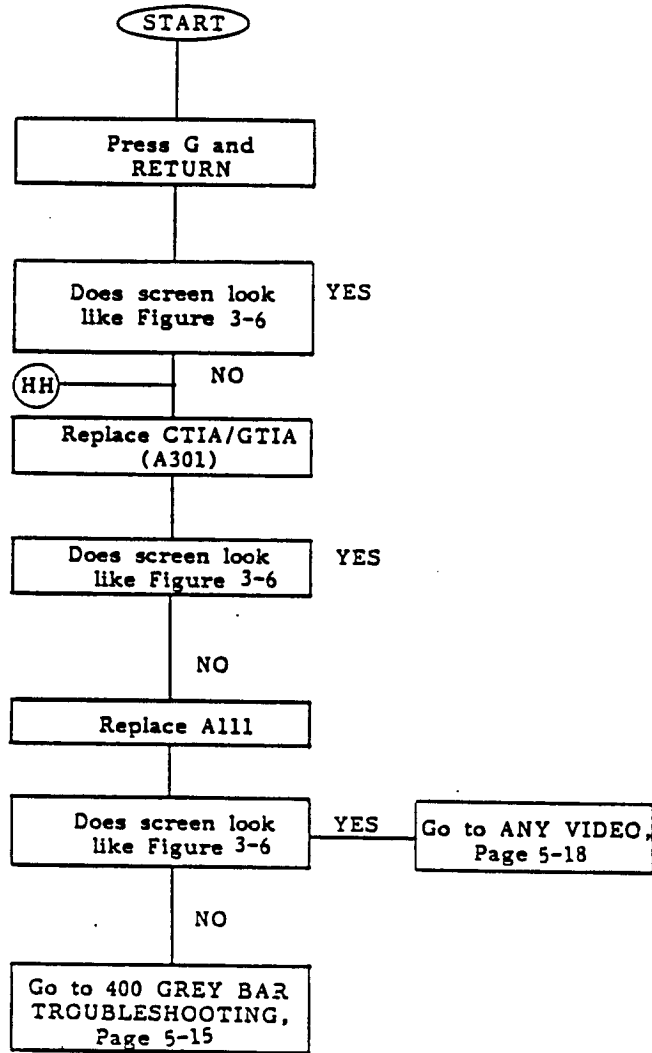 START
Press G and
RETURN
Does screen look
like Figure 3-6
YES
NO
HH
Replace CTIA/GTIA
(A301)
Does screen look
like Figure 3-6
YES
NO
Replace A111
Does screen look
like Figure 3-6
YES
Go to ANY VIDEO,
Page 5-18
NO
Go to 400 GREY BAR
TROUBLESHOOTING,
Page 5-15